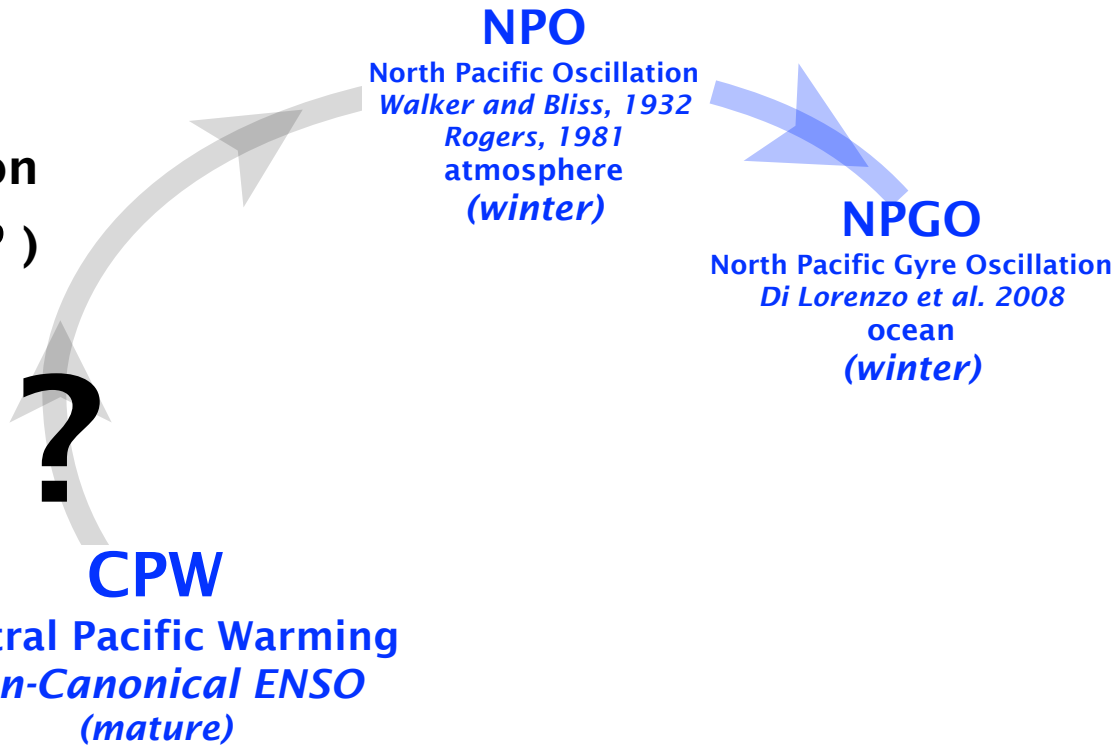 NPO
North Pacific Oscillation
Walker and Bliss, 1932
Rogers, 1981
atmosphere
(winter)
on
’ )
NPGO
North Pacific Gyre Oscillation
Di Lorenzo et al. 2008
ocean
(winter)
?
CPW
tral Pacific Warming
n-Canonical ENSO
(mature)